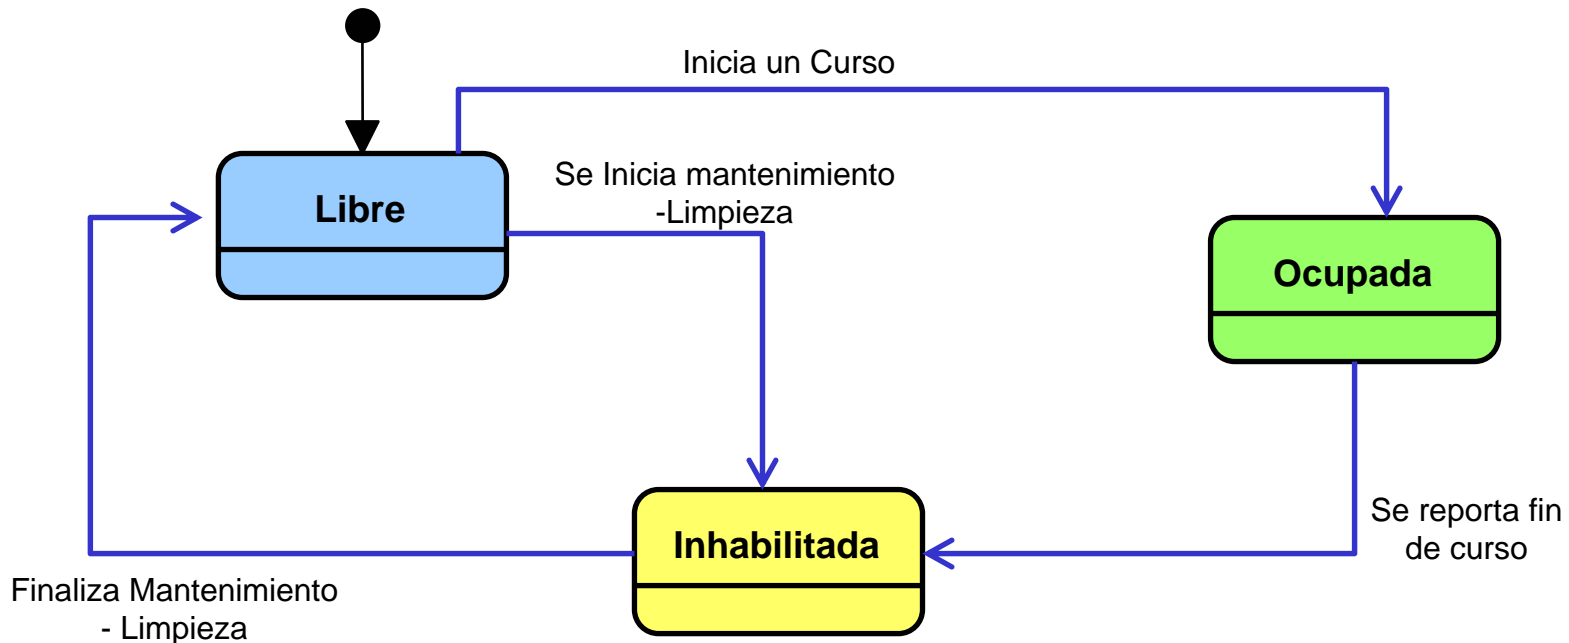 Inicia un Curso
Se Inicia mantenimiento
-Limpieza
Libre
Ocupada
Inhabilitada
Se reporta fin
de curso
Finaliza Mantenimiento
- Limpieza